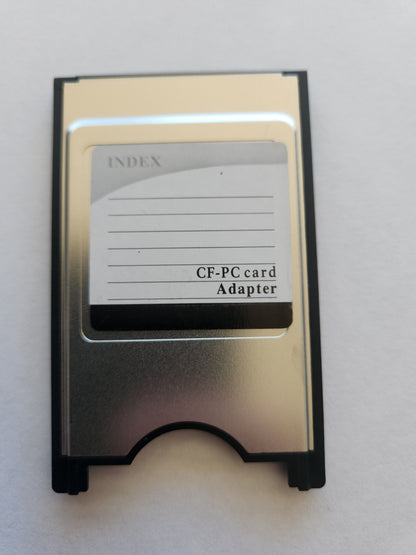 INDEX
CF-PC card
Adapter